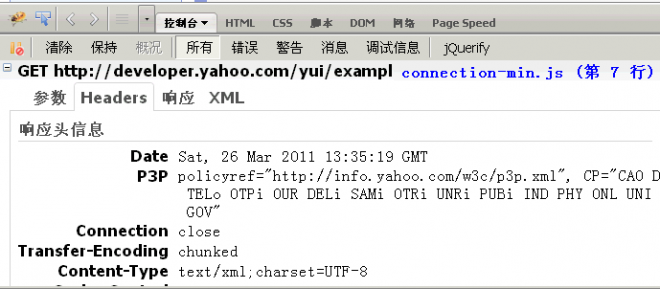 控制台 HTML CSS 脚本 DOM 网络 Page Speed
清除 保持 概况 所有 错误 警告 消息 调试信息 jQuerify
GET http://developer.yahoo.com/yui/exampl connection-min.js (第 7 行)
参数 Headers 响应 XML
响应头信息
Date Sat, 26 Mar 2011 13:35:19 GMT
P3P policyref="http://info.yahoo.com/w3c/p3p.xml", CP="CAO D
TELo OTPi OUR DELi SAMi OTRi UNRi PUBi IND PHY ONL UNI
GOV"
Connection close
Transfer-Encoding chunked
Content-Type text/xml;charset=UTF-8